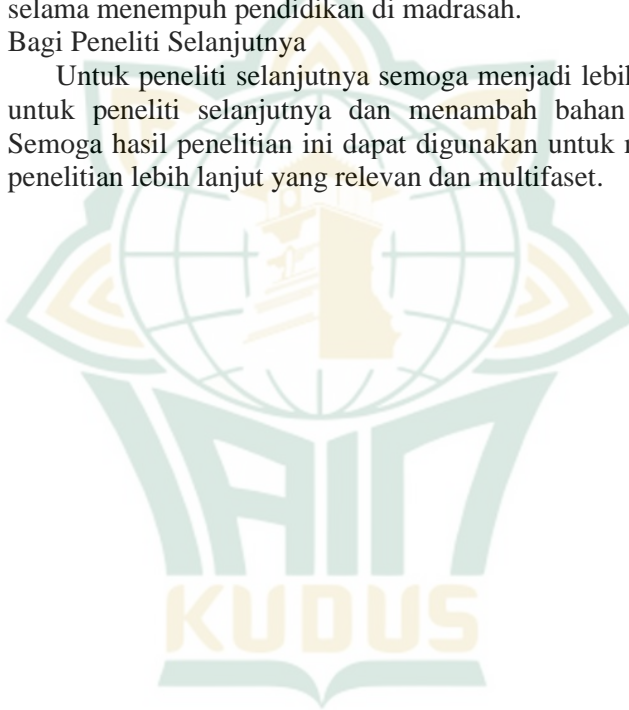 selama menempuh pendidikan di madrasah.
Bagi Peneliti Selanjutnya
Untuk peneliti selanjutnya semoga menjadi lebih
untuk peneliti selanjutnya dan menambah bahan
Semoga hasil penelitian ini dapat digunakan untuk
penelitian lebih lanjut yang relevan dan multifaset.
IAIN
KUDUS